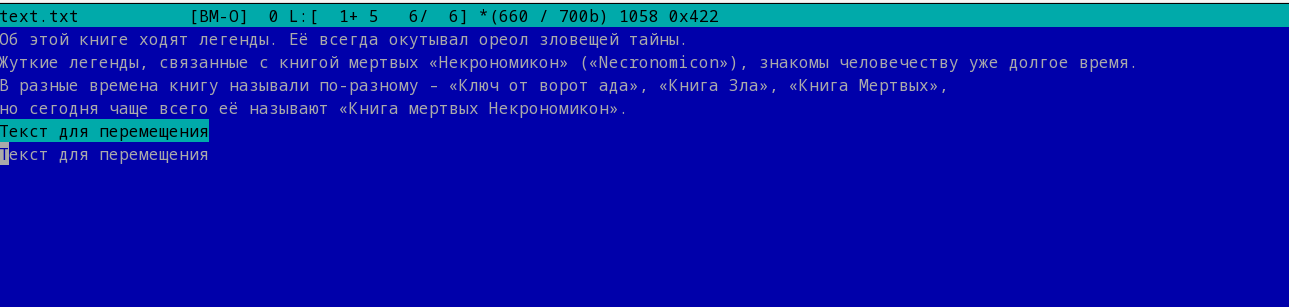 text.txt [BM-O] 0 L:[ 1+ 5 6/ 6] *(660 / 700b) 1058 0x422
Об этой книге ходят легенды. Её всегда окутывал ореол зловещей тайны.
Жуткие легенды, связанные с книгой мертвых «Некрономикон» («Necronomicon»), знакомы человечеству уже долгое время.
В разные времена книгу называли по-разному – «Ключ от ворот ада», «Книга Зла», «Книга Мертвых»,
но сегодня чаще всего её называют «Книга мертвых Некрономикон».
Текст для перемещения
Текст для перемещения